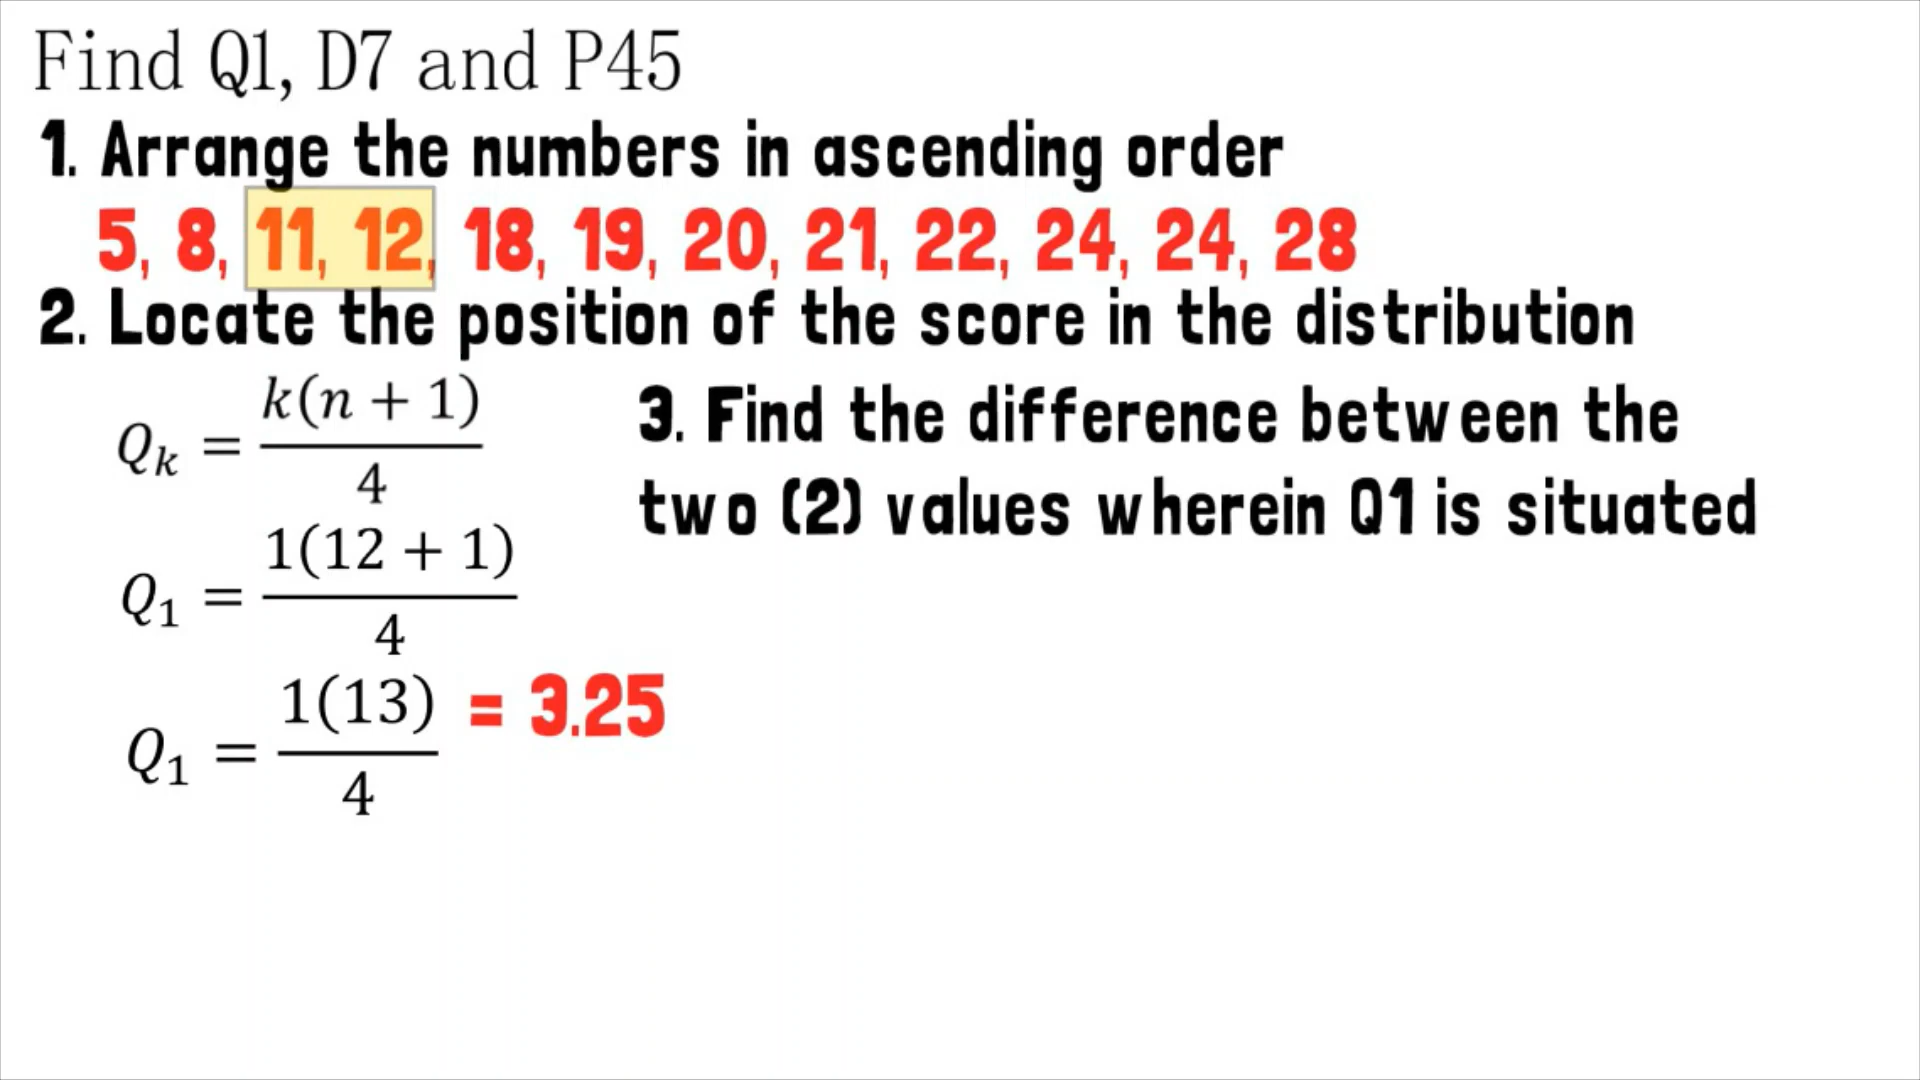 Find Q1, D7 and P45
1. Arrange the numbers in ascending order
5, 8, 11, 12, 18, 19, 20, 21, 22, 24, 24, 28
2. Locate the position of the score in the distribution
Qₖ = k(n + 1) / 4
3. Find the difference between the
two (2) values wherein Q1 is situated
Q₁ = 1(12 + 1) / 4
Q₁ = 1(13) / 4 = 3.25